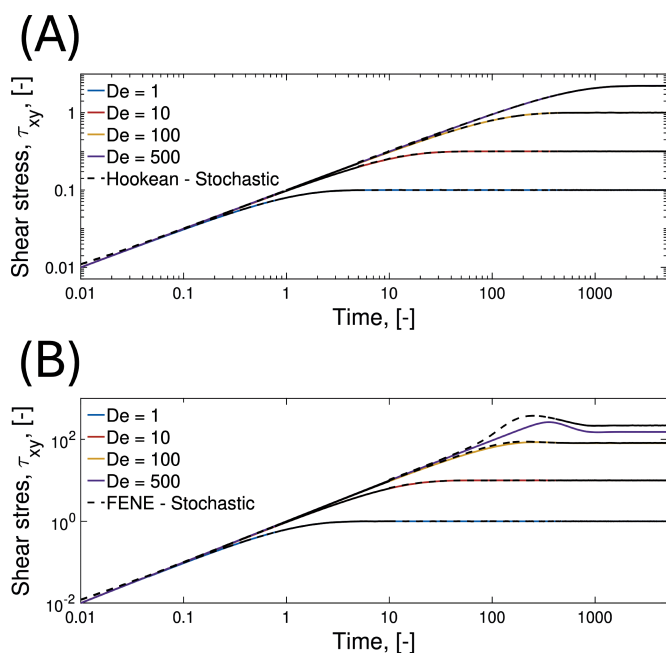 (A)
Shear stress, τxy, [-]
1
0.1
0.01
De = 1
De = 10
De = 100
De = 500
Hookean - Stochastic
0.01 0.1 1 10 100 1000
Time, [-]
(B)
Shear stres, τxy, [-]
10^2
10^0
10^-2
De = 1
De = 10
De = 100
De = 500
FENE - Stochastic
0.01 0.1 1 10 100 1000
Time, [-]